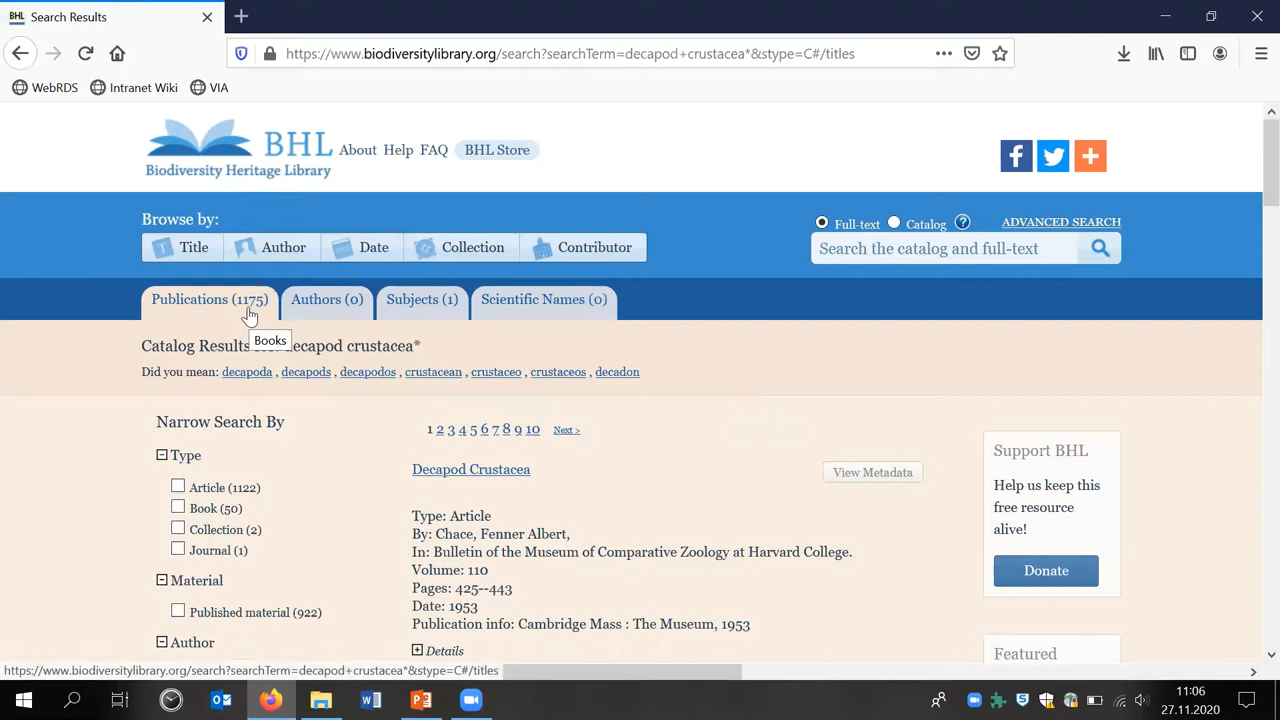 BHL Search Results
https://www.biodiversitylibrary.org/search?searchTerm=decapod+crustacea*&stype=C#/titles
WebRDS Intranet Wiki VIA
BHL About Help FAQ BHL Store
Biodiversity Heritage Library
Browse by: Full-text Catalog ? ADVANCED SEARCH
Title Author Date Collection Contributor Search the catalog and full-text
Publications (1175) Authors (0) Subjects (1) Scientific Names (0)
Books
Catalog Results decapod crustacea*
Did you mean: decapoda , decapods , decapodos , crustacean , crustaceo , crustaceos , decadon
Narrow Search By
Type
Article (1122)
Book (50)
Collection (2)
Journal (1)
Material
Published material (922)
Author
1 2 3 4 5 6 7 8 9 10 Next >
Decapod Crustacea View Metadata
Type: Article
By: Chace, Fenner Albert,
In: Bulletin of the Museum of Comparative Zoology at Harvard College.
Volume: 110
Pages: 425--443
Date: 1953
Publication info: Cambridge Mass : The Museum, 1953
Details
Support BHL
Help us keep this
free resource
alive!
Donate
Featured
https://www.biodiversitylibrary.org/search?searchTerm=decapod+crustacea*&stype=C#/titles
11:06
27.11.2020